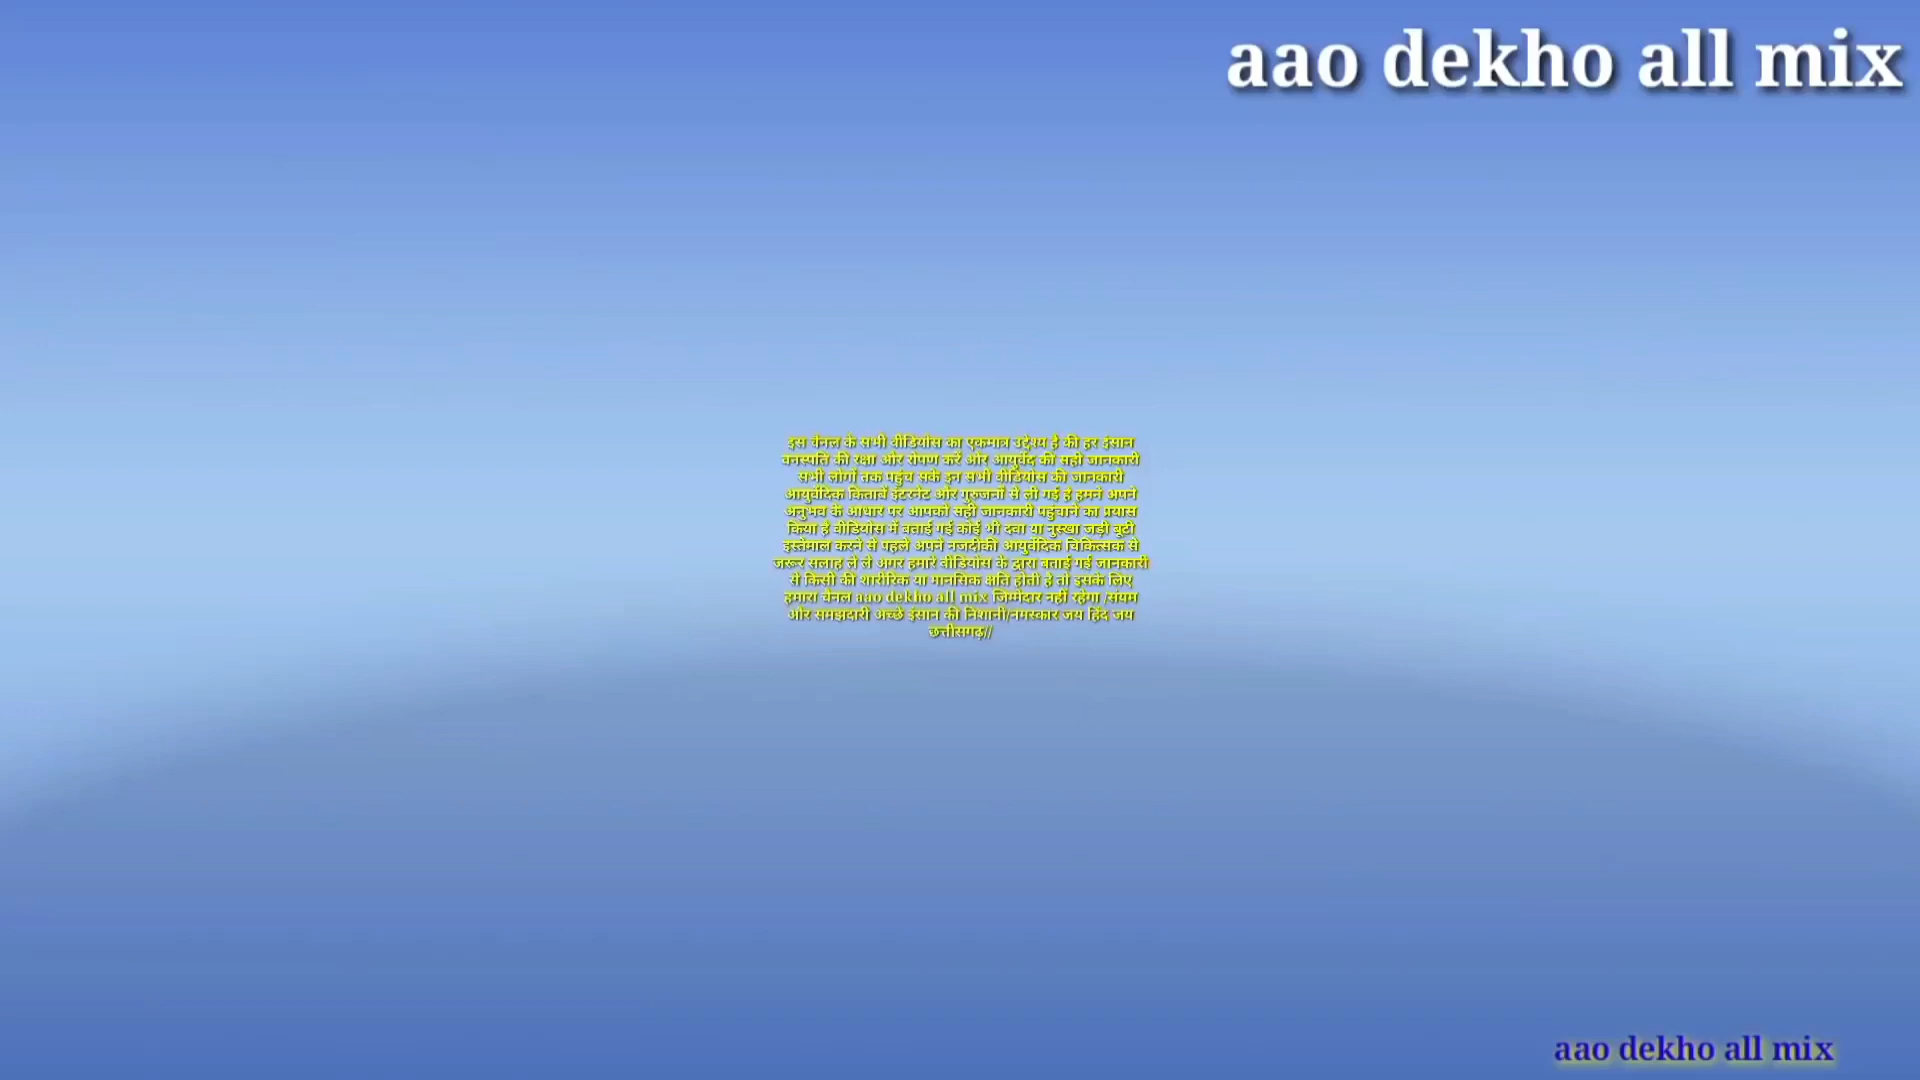 aao dekho all mix
इस चैनल के सभी वीडियोस का एकमात्र उद्देश्य है की हर इंसान
वनस्पति की रक्षा और रोपण करें और आयुर्वेद की सही जानकारी
सभी लोगों तक पहुंच सके इन सभी वीडियोस की जानकारी
आयुर्वेदिक किताबें इंटरनेट और गुरुजनों से ली गई है हमने अपने
अनुभव के आधार पर आपको सही जानकारी पहुंचाने का प्रयास
किया है वीडियोस में बताई गई कोई भी दवा या नुस्खा जड़ी बूटी
इस्तेमाल करने से पहले अपने नजदीकी आयुर्वेदिक चिकित्सक से
जरूर सलाह ले ले अगर हमारे वीडियोस के द्वारा बताई गई जानकारी
से किसी की शारीरिक या मानसिक क्षति होती है तो इसके लिए
हमारा चैनल aao dekho all mix जिम्मेदार नहीं रहेगा /संयम
और समझदारी अच्छे इंसान की निशानी/नमस्कार जय हिंद जय
छत्तीसगढ़//
aao dekho all mix